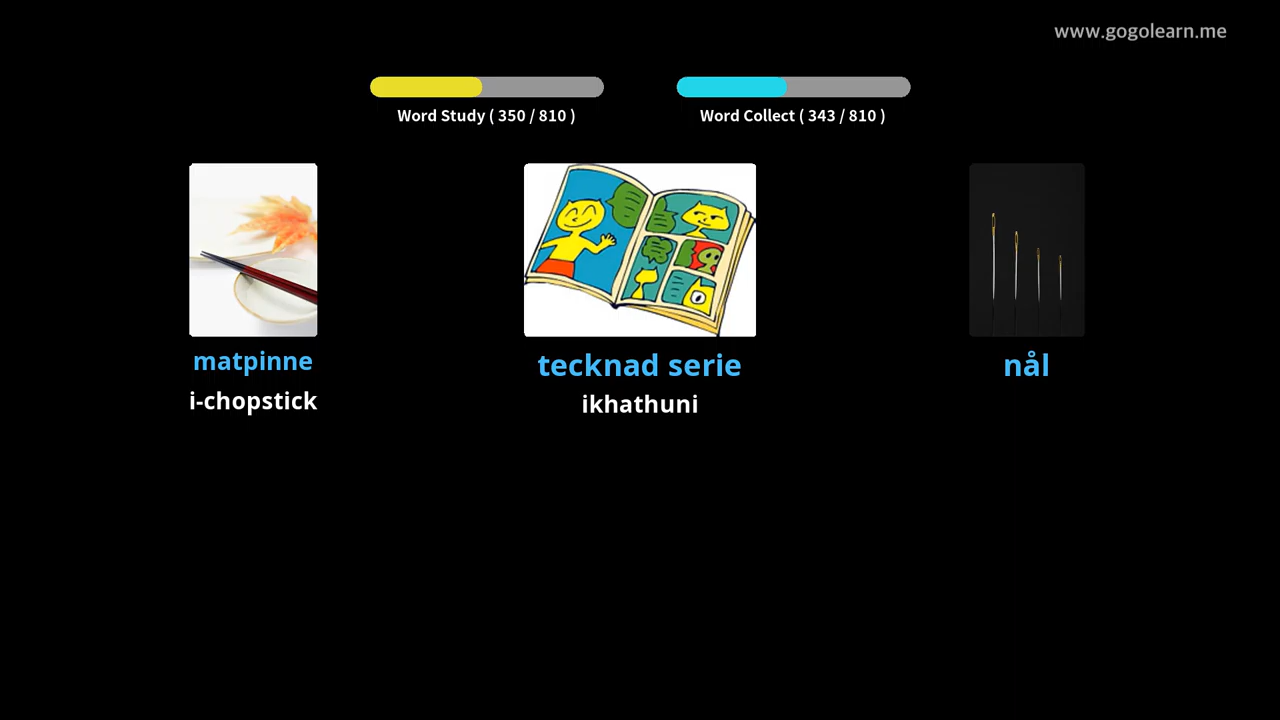 www.gogolearn.me
Word Study ( 350 / 810 )
Word Collect ( 343 / 810 )
matpinne
i-chopstick
tecknad serie
ikhathuni
nål